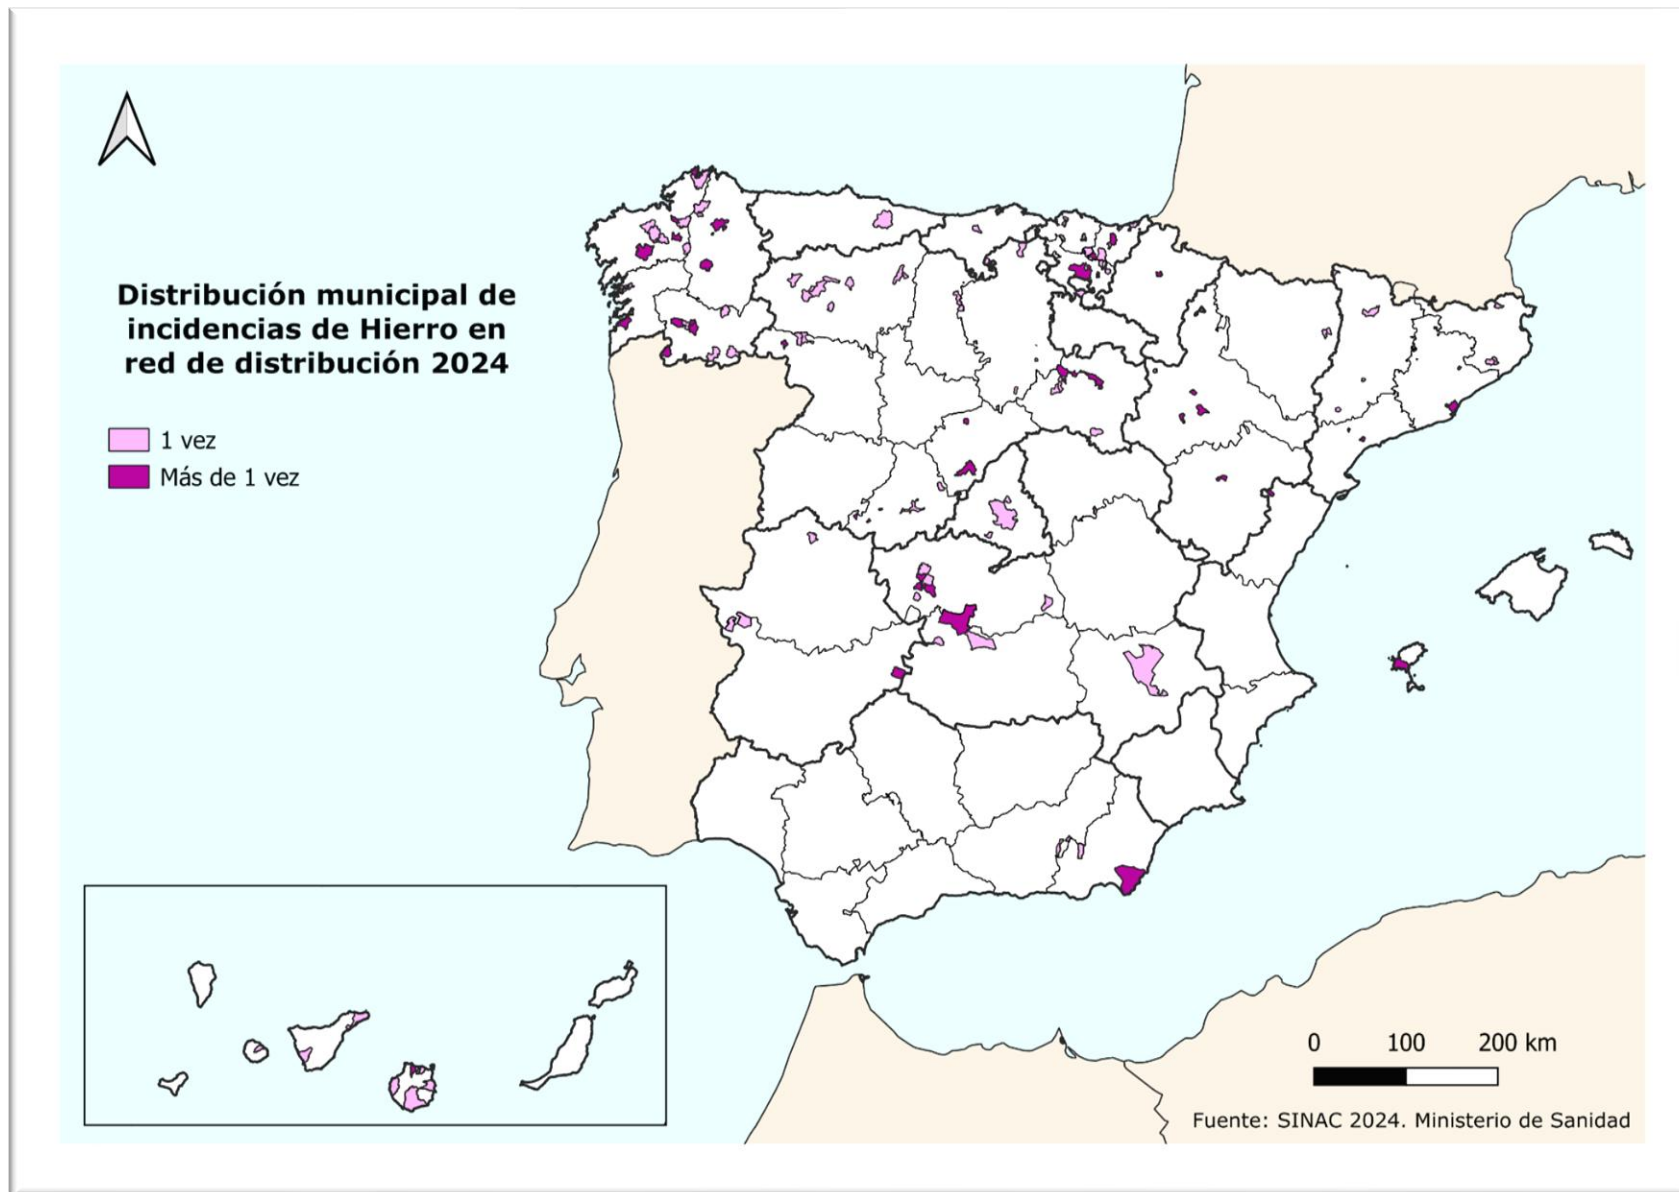 Distribución municipal de
incidencias de Hierro en
red de distribución 2024
1 vez
Más de 1 vez
0 100 200 km
Fuente: SINAC 2024. Ministerio de Sanidad